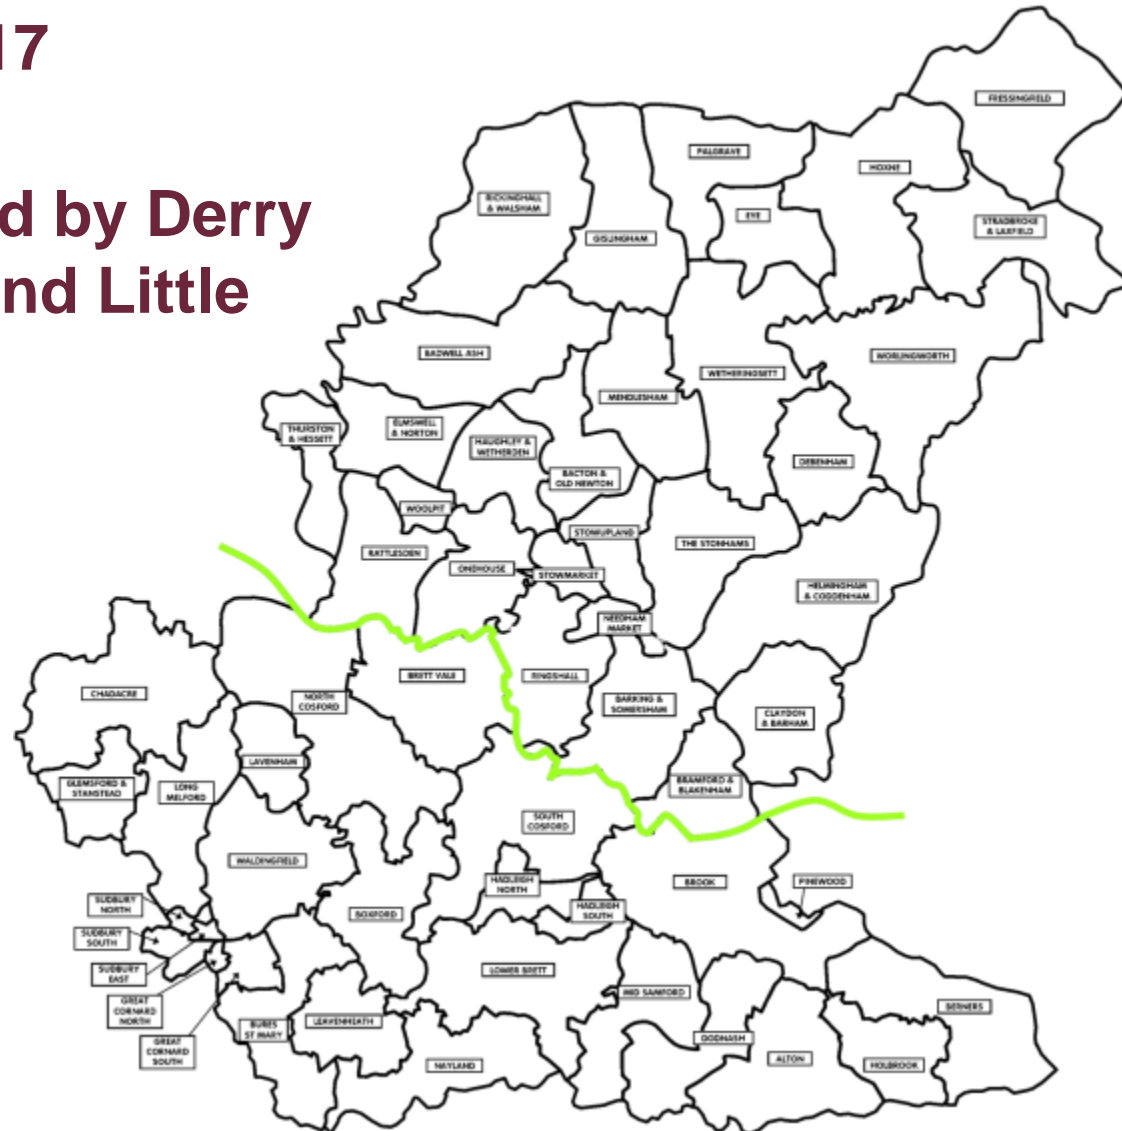 17
d by Derry
nd Little
FRESSINGFIELD
PALGRAVE
HOXNE
RICKINGHALL
& WALSHAM
EYE
STRADBROKE
& LAXFIELD
GISLINGHAM
BADWELL ASH
WORLINGWORTH
WETHERINGSETT
MENDLESHAM
THURSTON
& HESSETT
ELMSWELL
& NORTON
HAUGHLEY &
WETHERDEN
DEBENHAM
BACTON &
OLD NEWTON
WOOLPIT
STOWUPLAND
THE STONHAMS
RATTLESDEN
ONEHOUSE
STOWMARKET
HELMINGHAM
& CODDENHAM
NEEDHAM
MARKET
BRETT VALE
RINGSHALL
CHADACRE
NORTH
COSFORD
BARKING &
SOMERSHAM
CLAYDON
& BARHAM
LAVENHAM
GLEMSFORD &
STANSTEAD
LONG
MELFORD
BRAMFORD &
BLAKENHAM
SOUTH
COSFORD
WALDINGFIELD
HADLEIGH
NORTH
BROOK
PINEWOOD
SUDBURY
NORTH
BOXFORD
HADLEIGH
SOUTH
SUDBURY
SOUTH
SUDBURY
EAST
LOWER BRETT
MID SAMFORD
GREAT
CORNARD
NORTH
BERNERS
BURES
ST MARY
LEAVENHEATH
DODNASH
GREAT
CORNARD
SOUTH
NAYLAND
ALTON
HOLBROOK